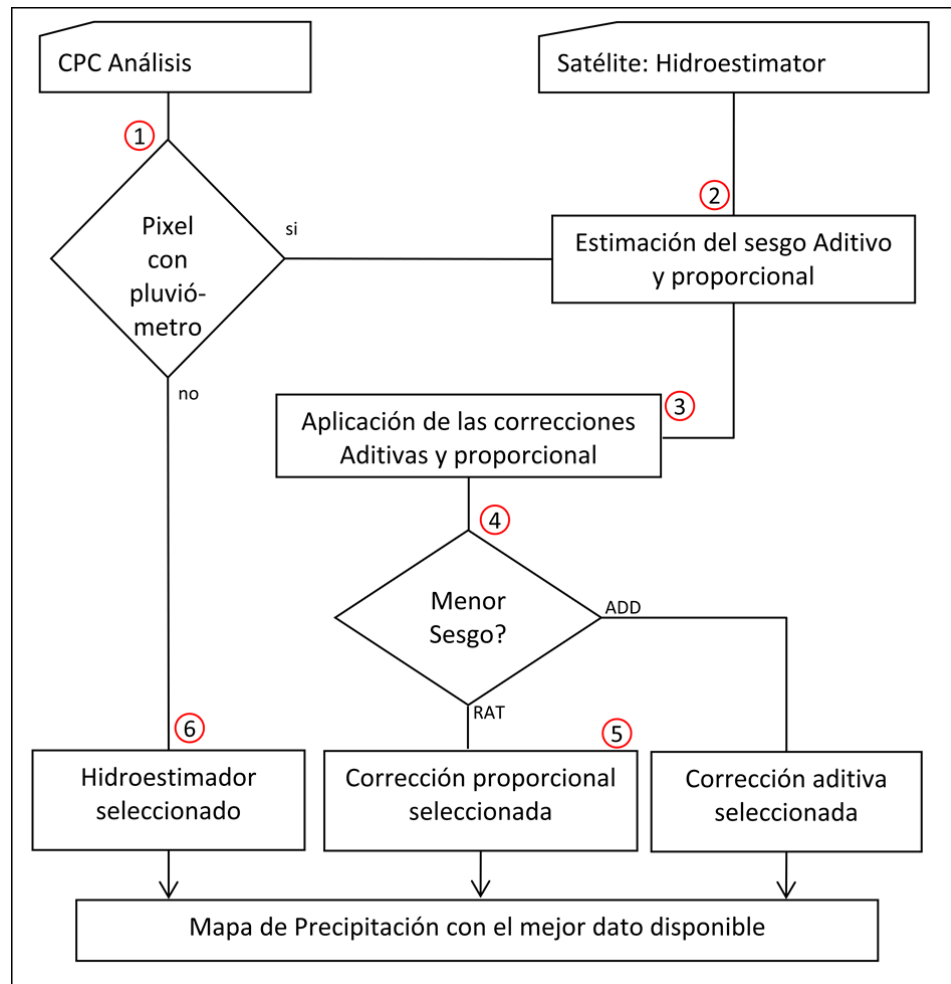 CPC Análisis
Satélite: Hidroestimator
1
2
Pixel
con
pluvió-
metro
si
Estimación del sesgo Aditivo
y proporcional
no
3
Aplicación de las correcciones
Aditivas y proporcional
4
Menor
Sesgo?
ADD
RAT
6
5
Hidroestimador
seleccionado
Corrección proporcional
seleccionada
Corrección aditiva
seleccionada
Mapa de Precipitación con el mejor dato disponible